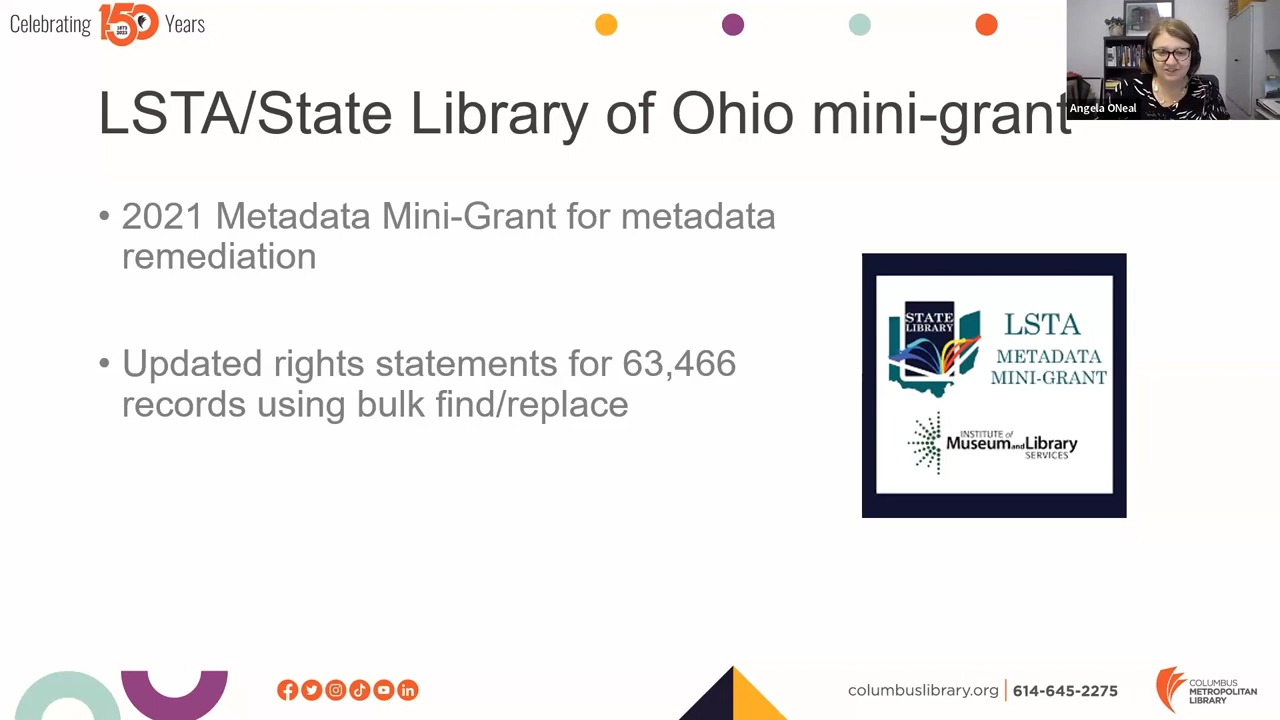 Celebrating 150 Years
Angela ONeal
LSTA/State Library of Ohio mini-grant
• 2021 Metadata Mini-Grant for metadata
remediation
• Updated rights statements for 63,466
records using bulk find/replace
STATE
LIBRARY
LSTA
METADATA
MINI-GRANT
INSTITUTE of
Museum and Library
SERVICES
columbuslibrary.org | 614-645-2275
COLUMBUS
METROPOLITAN
LIBRARY